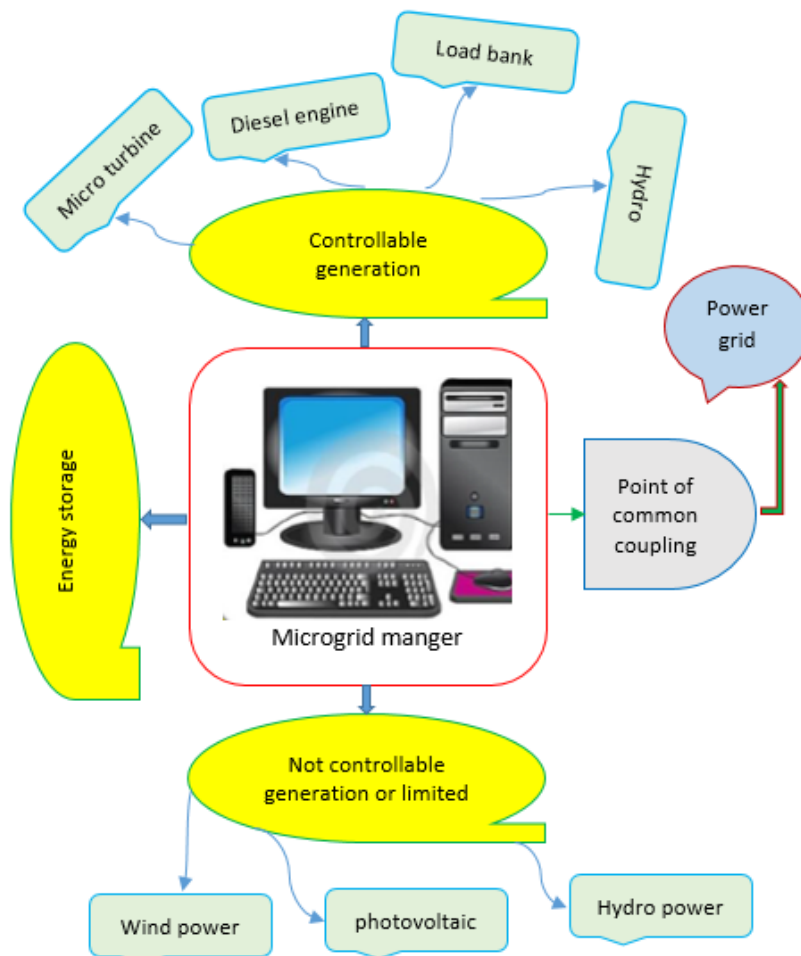 Load bank
Diesel engine
Micro turbine
Hydro
Controllable
generation
Power
grid
Energy storage
Point of
common
coupling
Microgrid manger
Not controllable
generation or limited
Wind power
photovoltaic
Hydro power